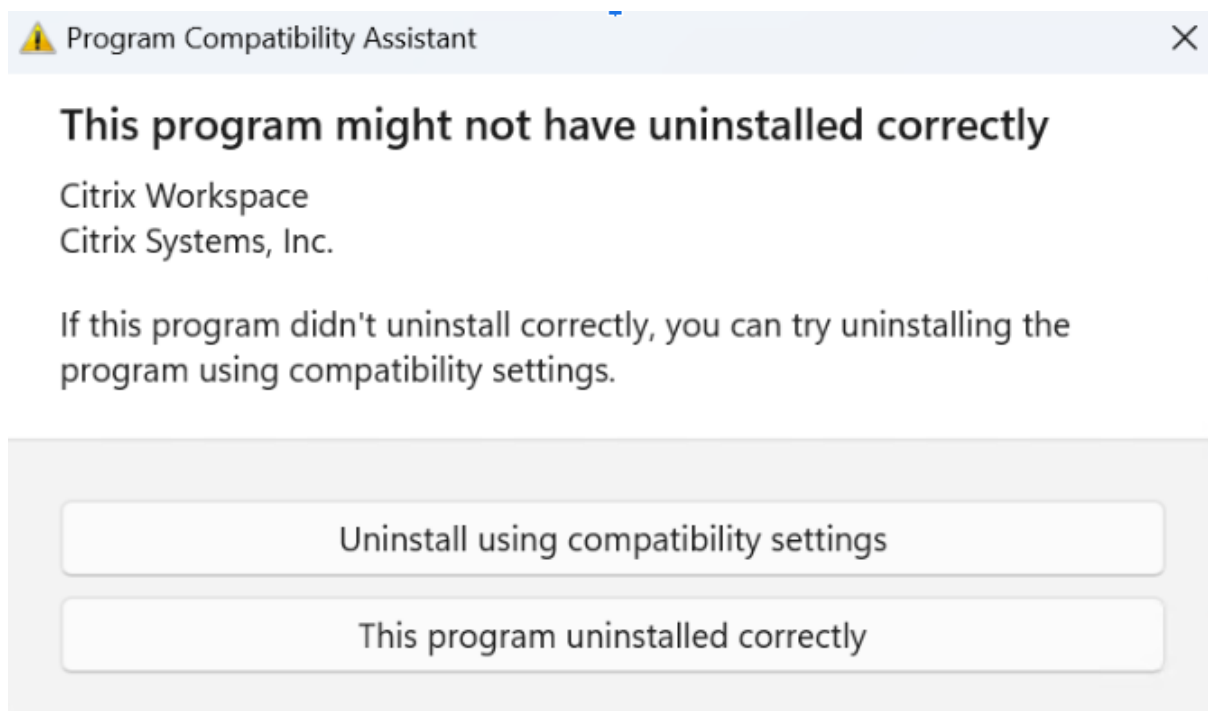 Program Compatibility Assistant
This program might not have uninstalled correctly
Citrix Workspace
Citrix Systems, Inc.
If this program didn't uninstall correctly, you can try uninstalling the
program using compatibility settings.
Uninstall using compatibility settings
This program uninstalled correctly